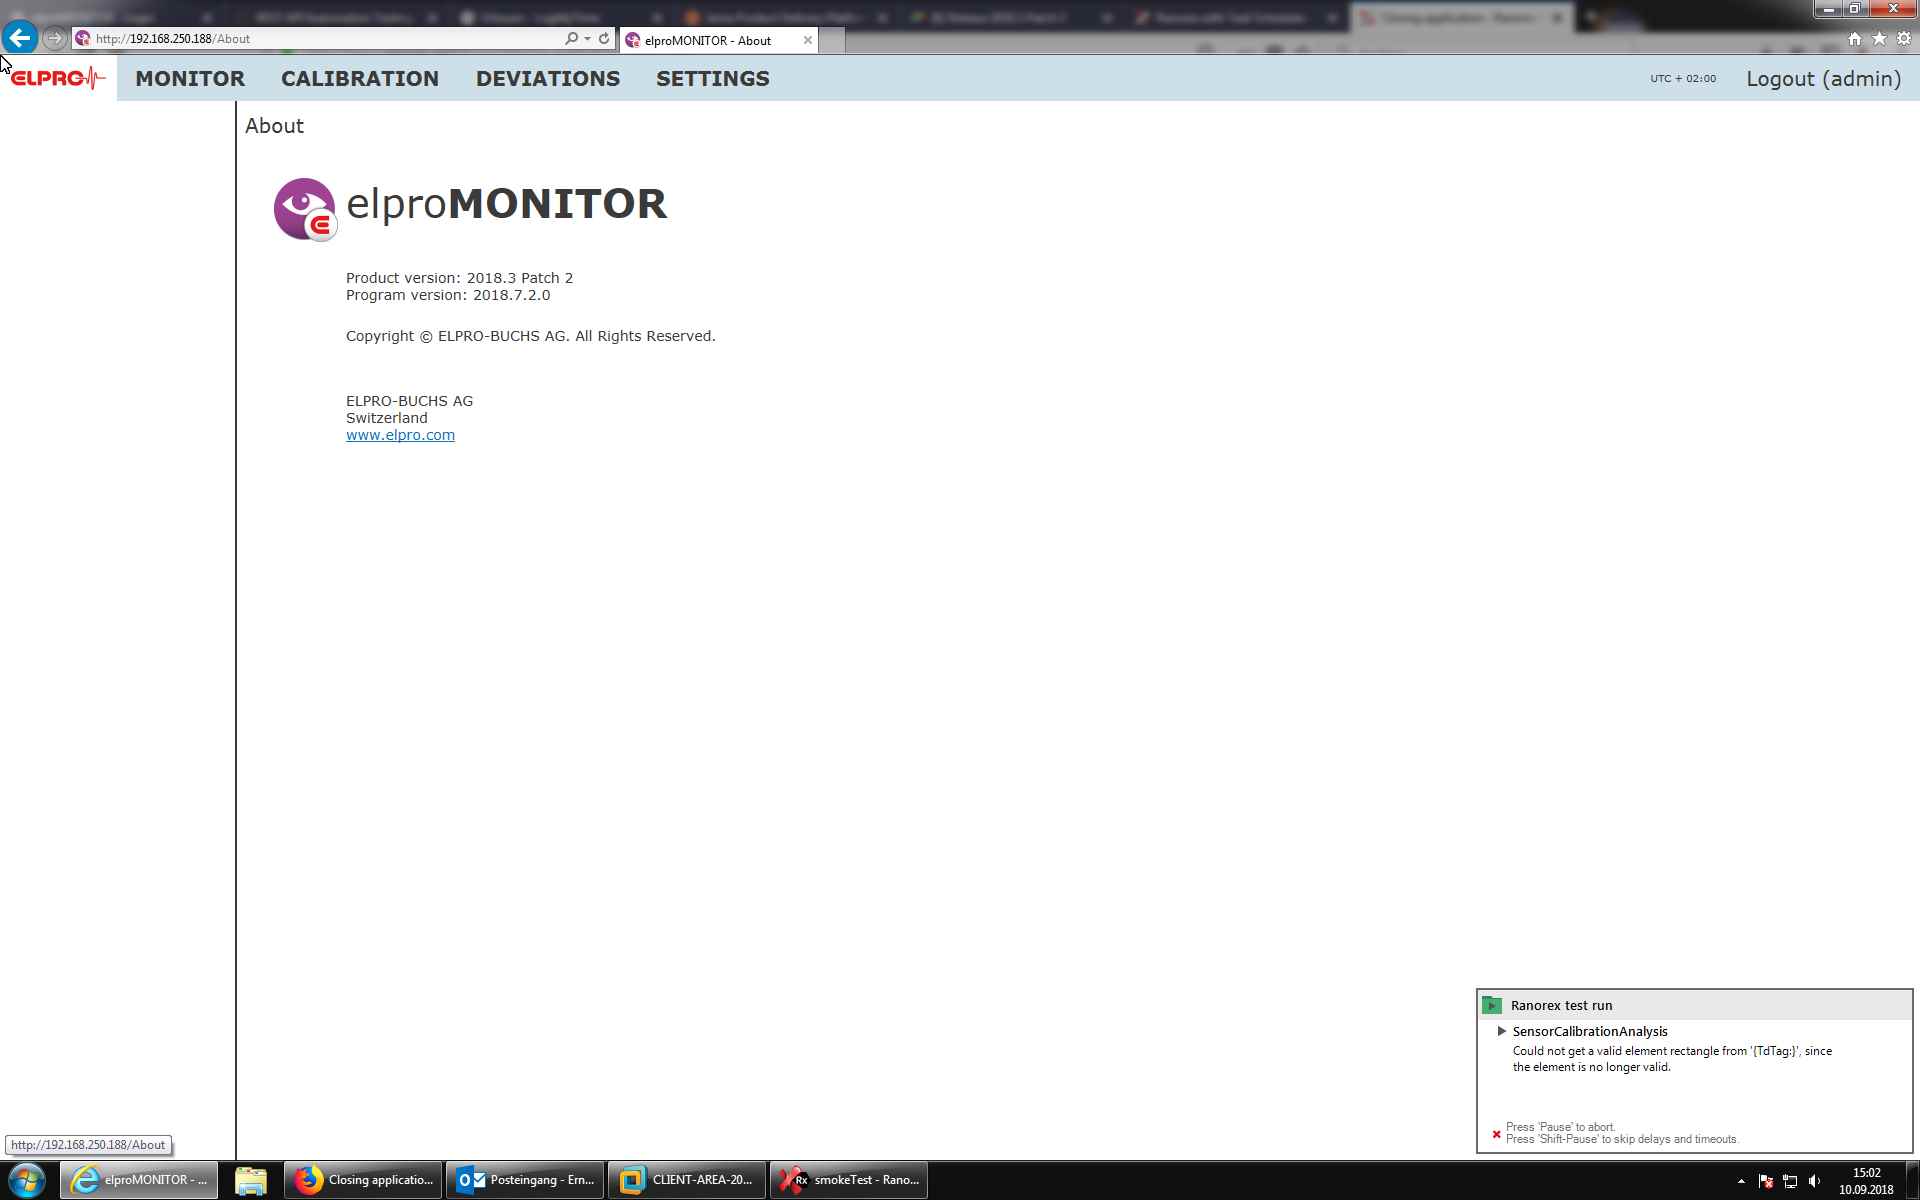 http://192.168.250.188/About
elproMONITOR - About
ELPRO
MONITOR
CALIBRATION
DEVIATIONS
SETTINGS
UTC + 02:00
Logout (admin)
About
elproMONITOR
Product version: 2018.3 Patch 2
Program version: 2018.7.2.0
Copyright © ELPRO-BUCHS AG. All Rights Reserved.
ELPRO-BUCHS AG
Switzerland
www.elpro.com
Ranorex test run
SensorCalibrationAnalysis
Could not get a valid element rectangle from '{TdTag:}', since
the element is no longer valid.
Press 'Pause' to abort.
Press 'Shift-Pause' to skip delays and timeouts.
http://192.168.250.188/About
elproMONITOR - ...
Closing applicatio...
Posteingang - Ern...
CLIENT-AREA-20...
Rx
smokeTest - Rano...
15:02
10.09.2018